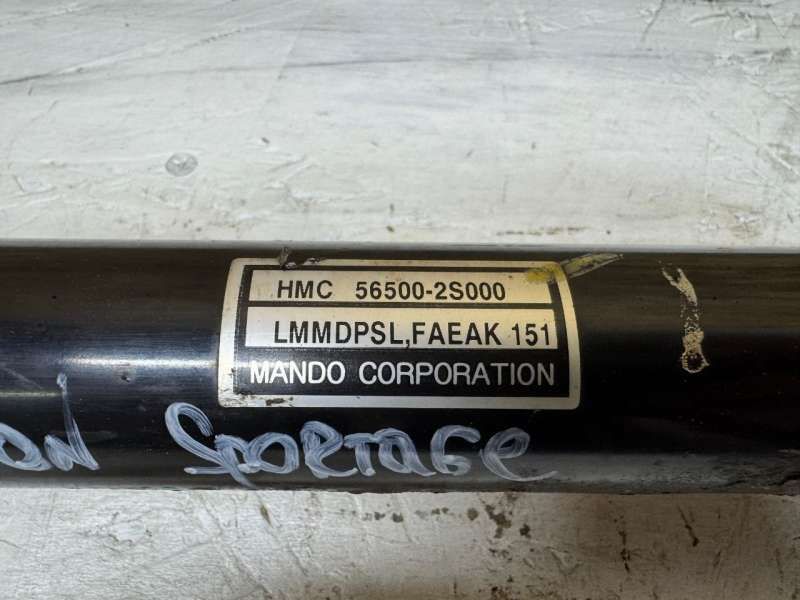 HMC 56500-2S000
LMMDPSL,FAEAK 151
MANDO CORPORATION
Sportage